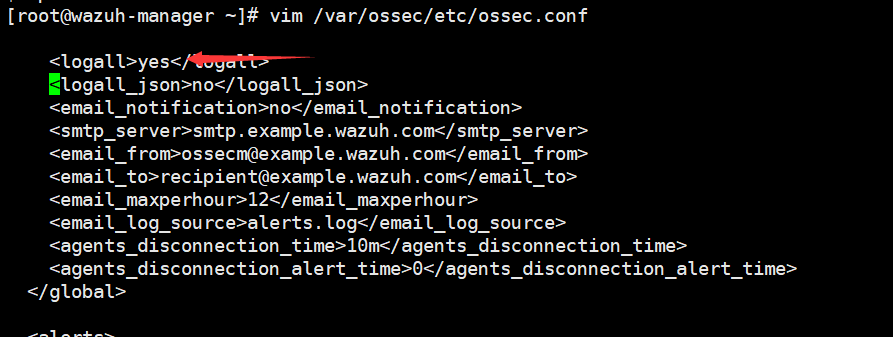 [root@wazuh-manager ~]# vim /var/ossec/etc/ossec.conf
<logall>yes</logall>
<logall_json>no</logall_json>
<email_notification>no</email_notification>
<smtp_server>smtp.example.wazuh.com</smtp_server>
<email_from>ossecm@example.wazuh.com</email_from>
<email_to>recipient@example.wazuh.com</email_to>
<email_maxperhour>12</email_maxperhour>
<email_log_source>alerts.log</email_log_source>
<agents_disconnection_time>10m</agents_disconnection_time>
<agents_disconnection_alert_time>0</agents_disconnection_alert_time>
</global>
<alerts>